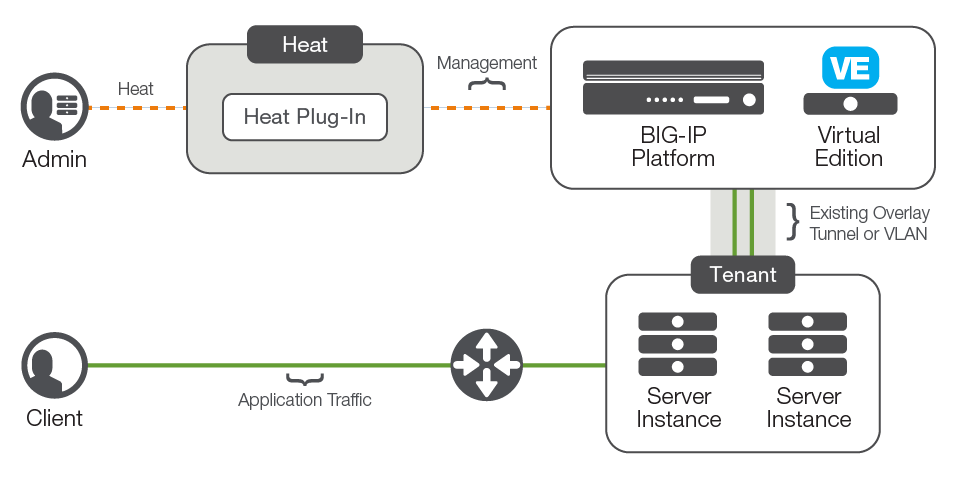 Heat
Heat
Heat Plug-In
Management
VE
BIG-IP
Platform
Virtual
Edition
Admin
Existing Overlay
Tunnel or VLAN
Tenant
Server
Instance
Server
Instance
Application Traffic
Client